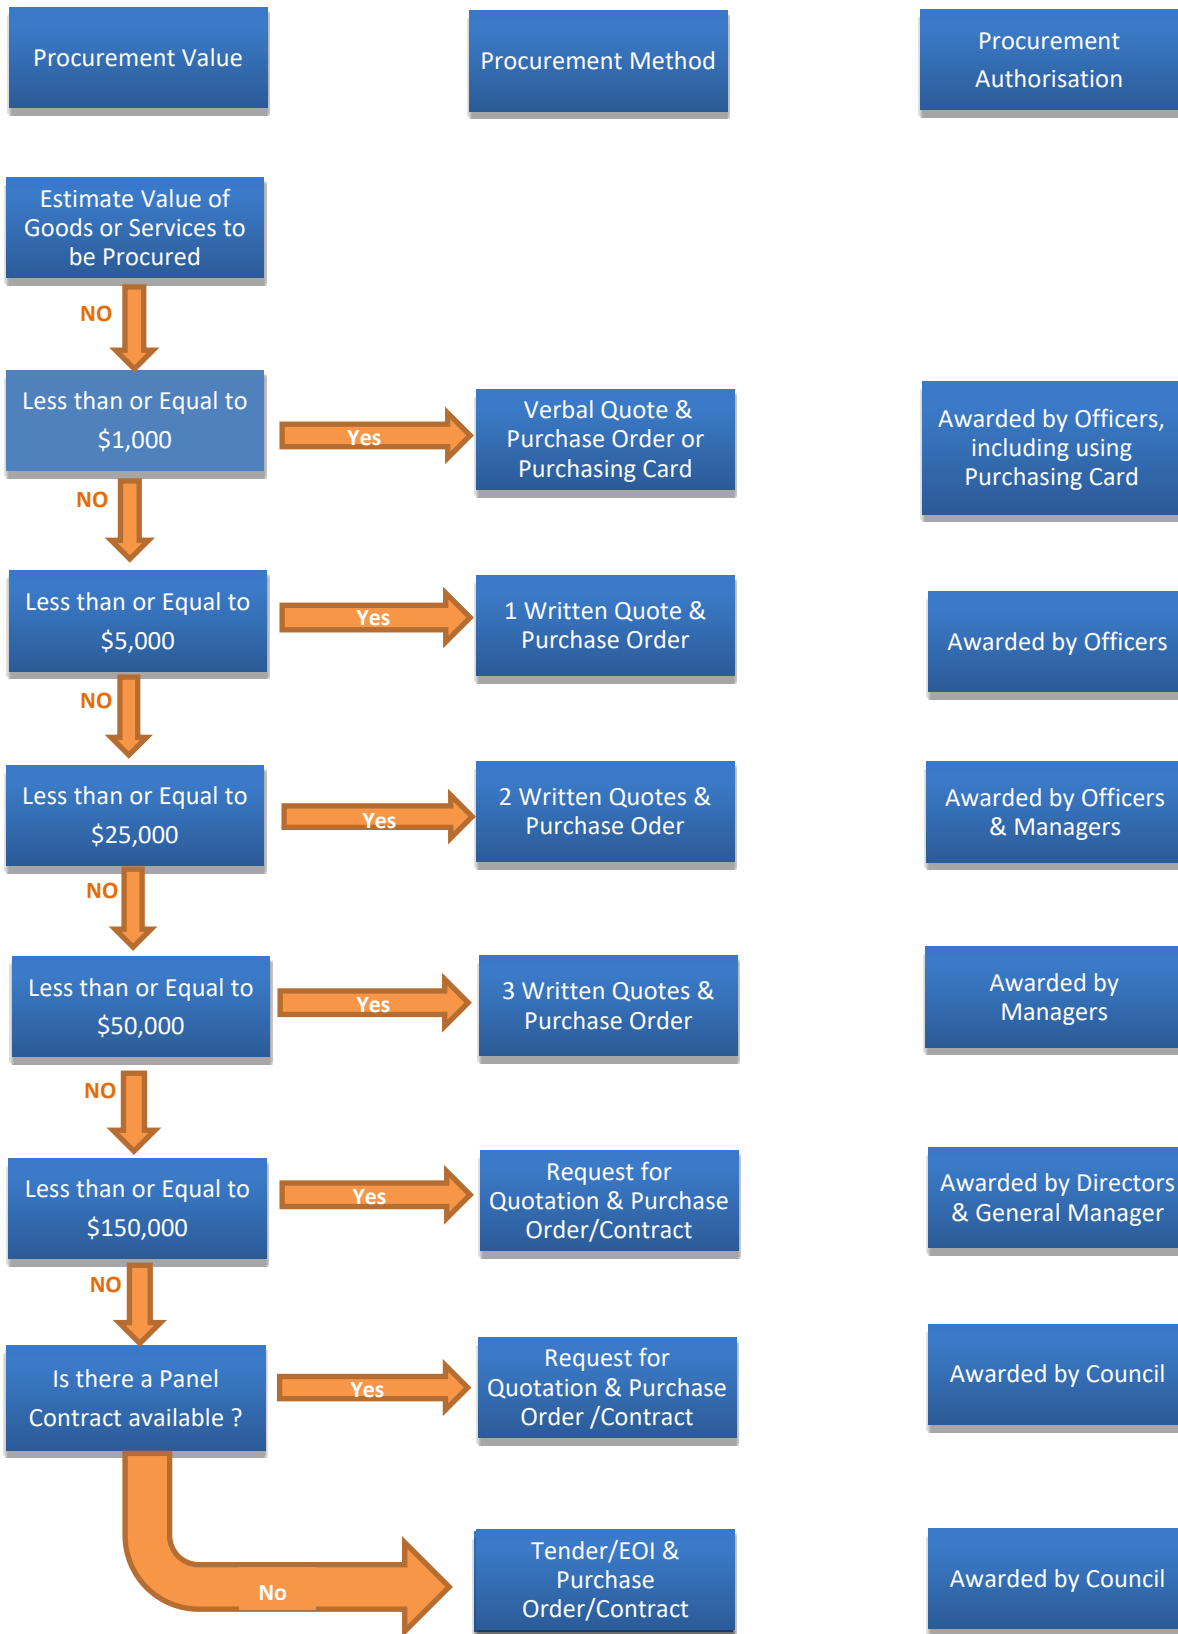 Procurement Value
Procurement Method
Procurement
Authorisation
Estimate Value of
Goods or Services to
be Procured
NO
Less than or Equal to
$1,000
Yes
Verbal Quote &
Purchase Order or
Purchasing Card
Awarded by Officers,
including using
Purchasing Card
NO
Less than or Equal to
$5,000
Yes
1 Written Quote &
Purchase Order
Awarded by Officers
NO
Less than or Equal to
$25,000
Yes
2 Written Quotes &
Purchase Oder
Awarded by Officers
& Managers
NO
Less than or Equal to
$50,000
Yes
3 Written Quotes &
Purchase Order
Awarded by
Managers
NO
Less than or Equal to
$150,000
Yes
Request for
Quotation & Purchase
Order/Contract
Awarded by Directors
& General Manager
NO
Is there a Panel
Contract available ?
Yes
Request for
Quotation & Purchase
Order /Contract
Awarded by Council
No
Tender/EOI &
Purchase
Order/Contract
Awarded by Council